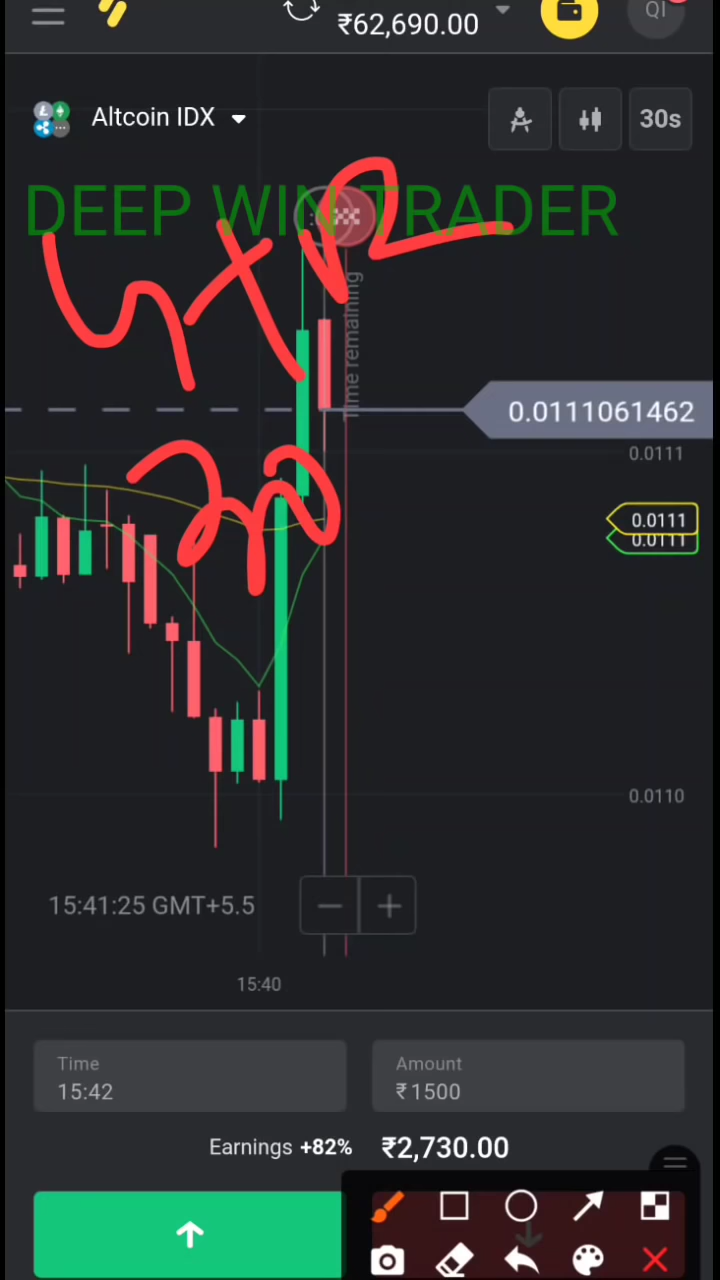 ₹62,690.00
QI
Altcoin IDX
30s
DEEP WIN TRADER
Time remaining
0.0111061462
0.0111
0.0111
0.0111
0.0110
15:41:25 GMT+5.5
15:40
Time
15:42
Amount
₹1500
Earnings +82% ₹2,730.00